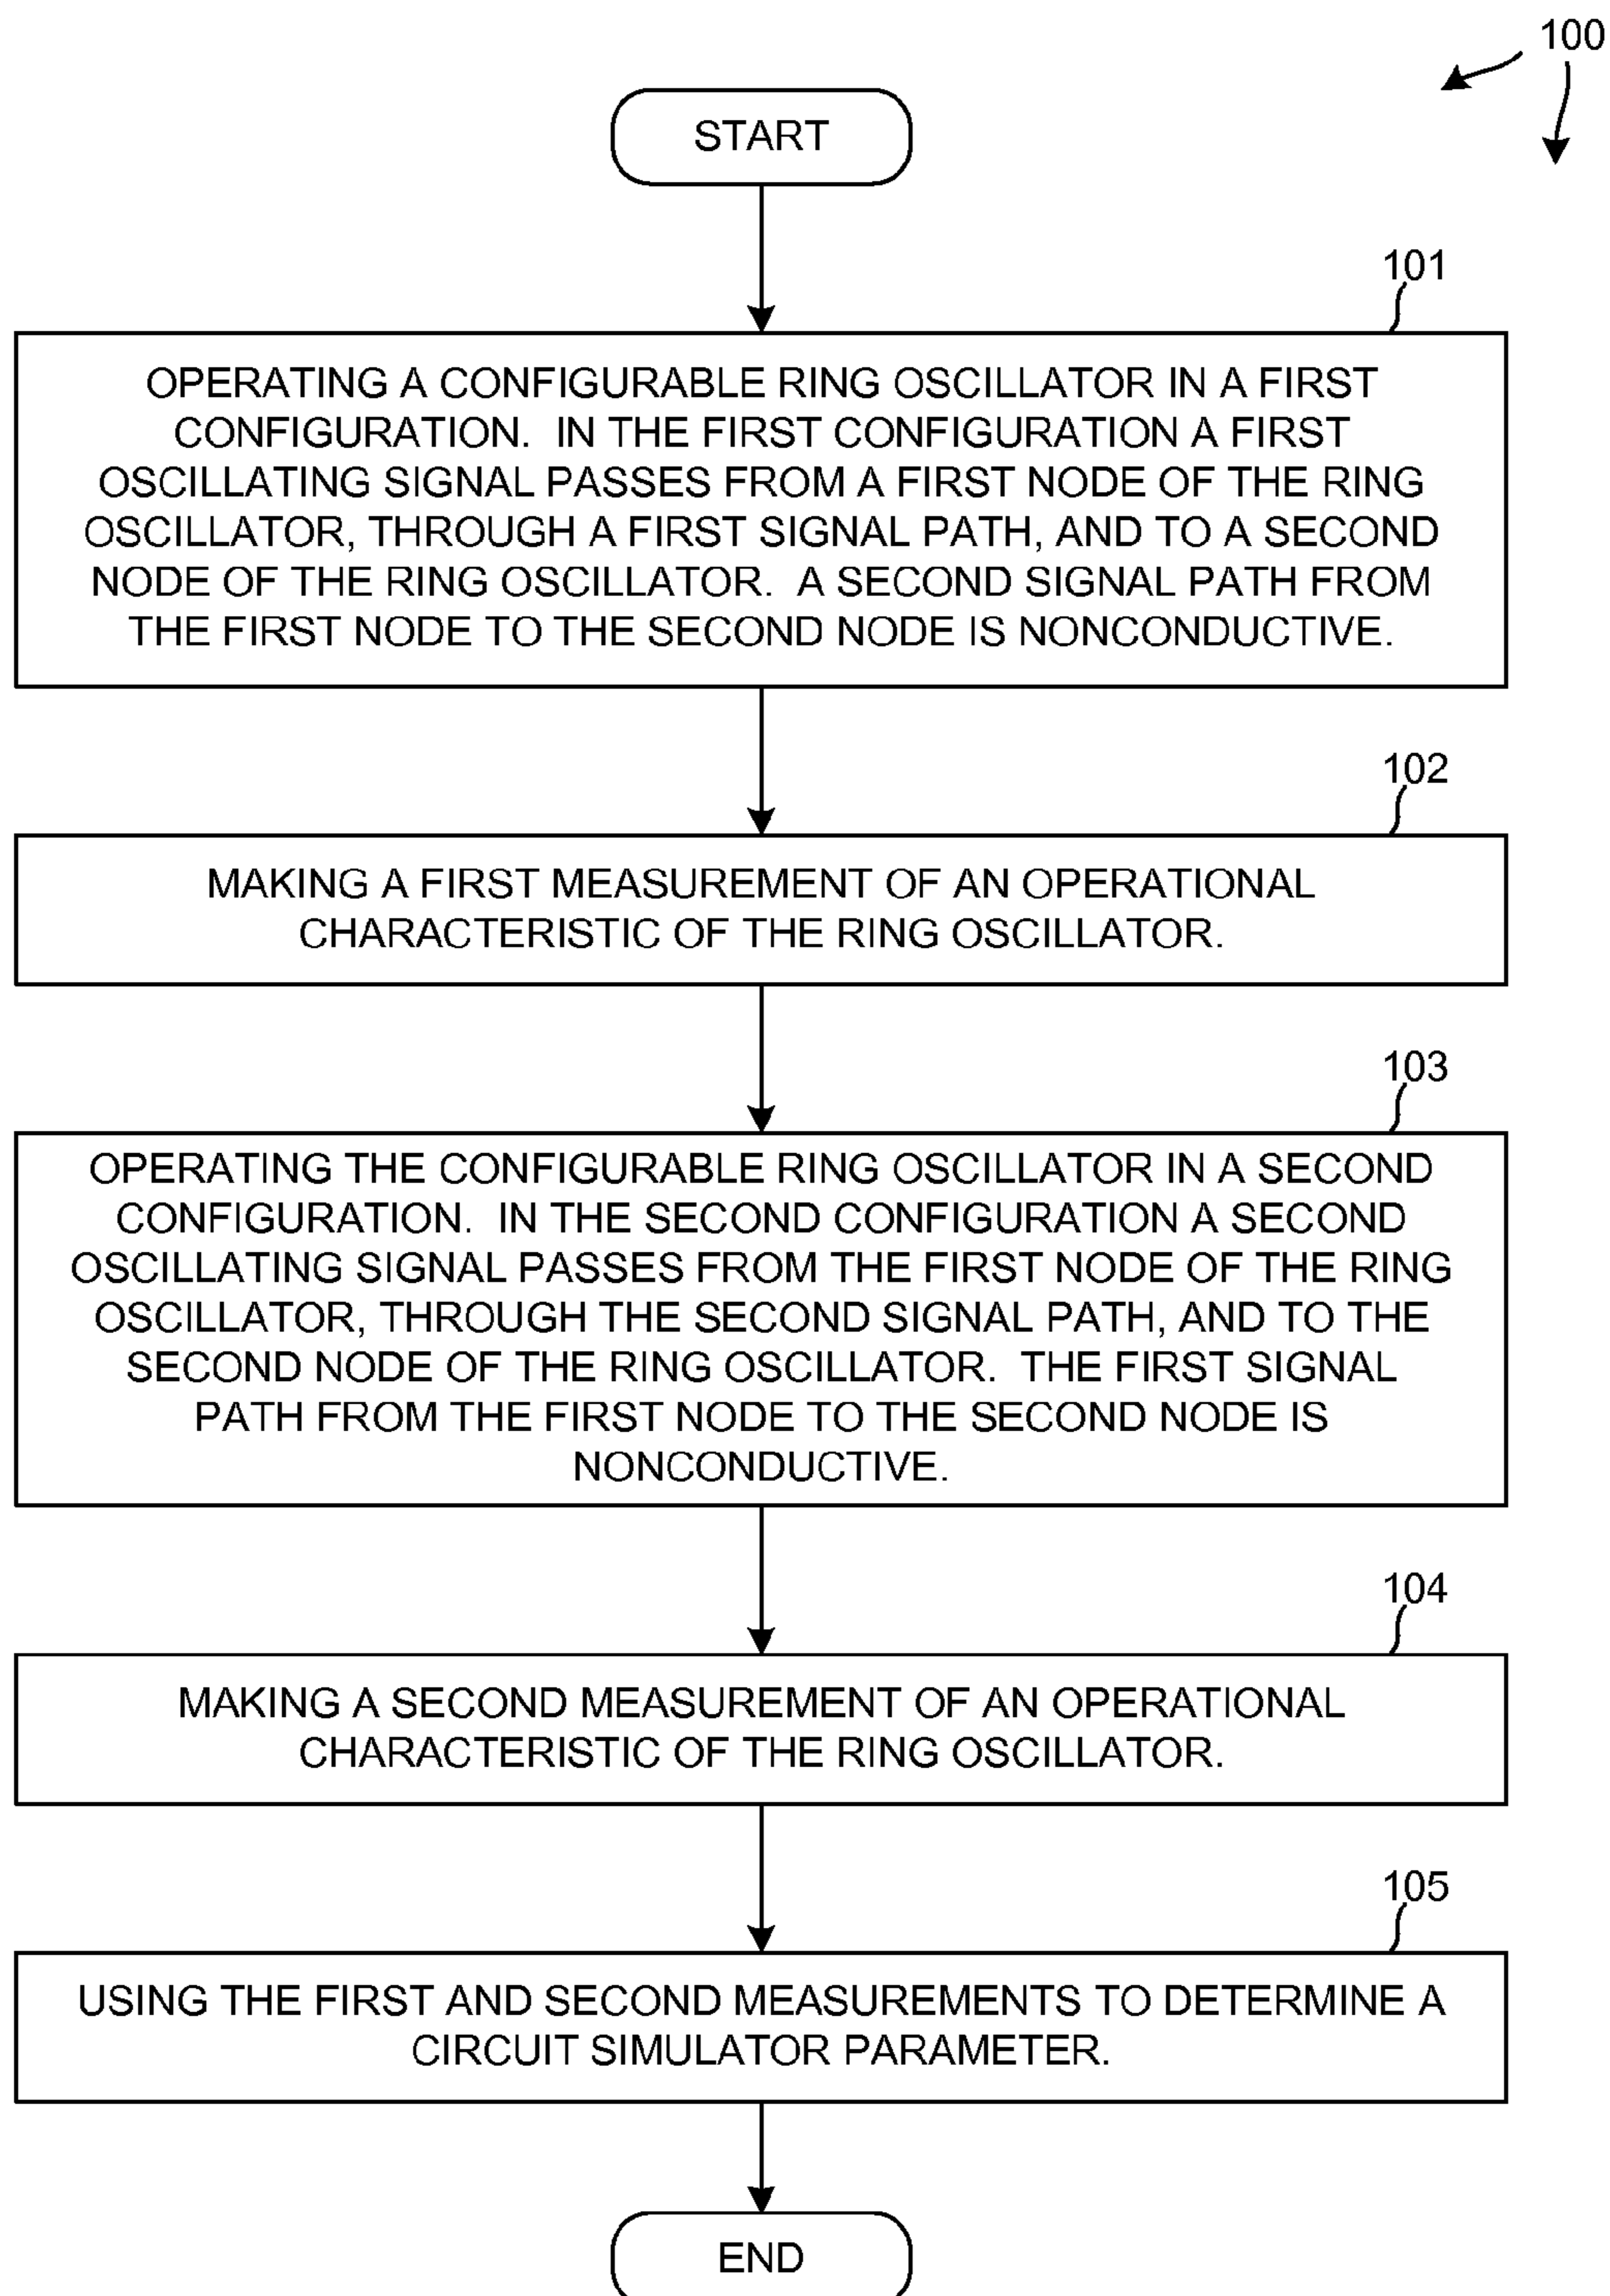 100
START
101
OPERATING A CONFIGURABLE RING OSCILLATOR IN A FIRST
CONFIGURATION. IN THE FIRST CONFIGURATION A FIRST
OSCILLATING SIGNAL PASSES FROM A FIRST NODE OF THE RING
OSCILLATOR, THROUGH A FIRST SIGNAL PATH, AND TO A SECOND
NODE OF THE RING OSCILLATOR. A SECOND SIGNAL PATH FROM
THE FIRST NODE TO THE SECOND NODE IS NONCONDUCTIVE.
102
MAKING A FIRST MEASUREMENT OF AN OPERATIONAL
CHARACTERISTIC OF THE RING OSCILLATOR.
103
OPERATING THE CONFIGURABLE RING OSCILLATOR IN A SECOND
CONFIGURATION. IN THE SECOND CONFIGURATION A SECOND
OSCILLATING SIGNAL PASSES FROM THE FIRST NODE OF THE RING
OSCILLATOR, THROUGH THE SECOND SIGNAL PATH, AND TO THE
SECOND NODE OF THE RING OSCILLATOR. THE FIRST SIGNAL
PATH FROM THE FIRST NODE TO THE SECOND NODE IS
NONCONDUCTIVE.
104
MAKING A SECOND MEASUREMENT OF AN OPERATIONAL
CHARACTERISTIC OF THE RING OSCILLATOR.
105
USING THE FIRST AND SECOND MEASUREMENTS TO DETERMINE A
CIRCUIT SIMULATOR PARAMETER.
END